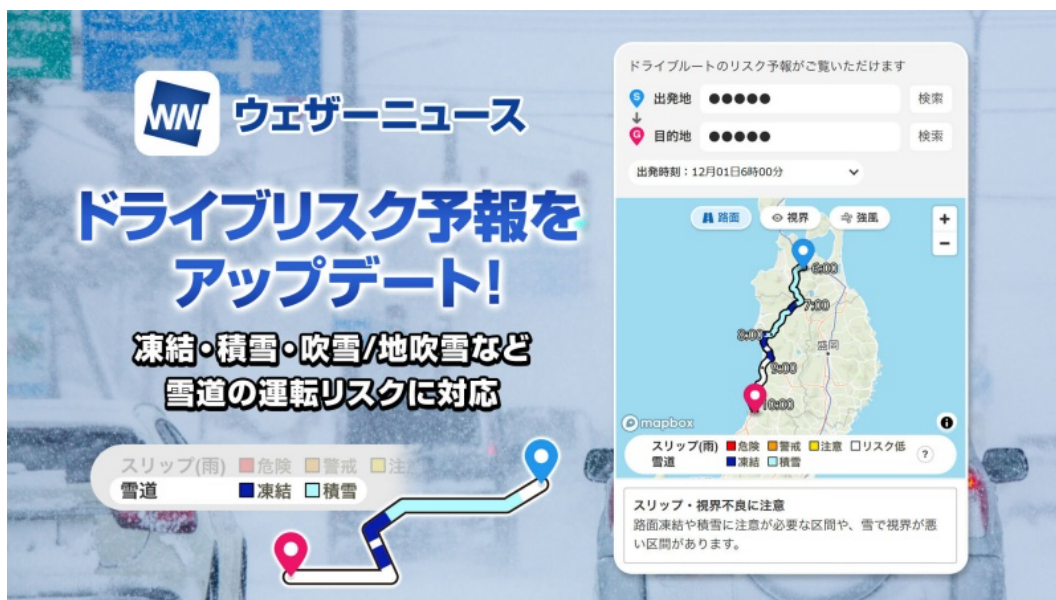 WN ウェザーニュース
ドライブリスク予報を
アップデート!
凍結・積雪・吹雪/地吹雪など
雪道の運転リスクに対応
スリップ(雨) 危険 警戒 注
雪道 凍結 積雪
ドライブルートのリスク予報がご覧いただけます
S 出発地 ●●●●● 検索
G 目的地 ●●●●● 検索
出発時刻：12月01日6時00分
路面 視界 強風
+
−
6:00
7:00
8:00
盛岡
9:00
10:00
mapbox
スリップ(雨) 危険 警戒 注意 リスク低 ?
雪道 凍結 積雪
スリップ・視界不良に注意
路面凍結や積雪に注意が必要な区間や、雪で視界が悪
い区間があります。